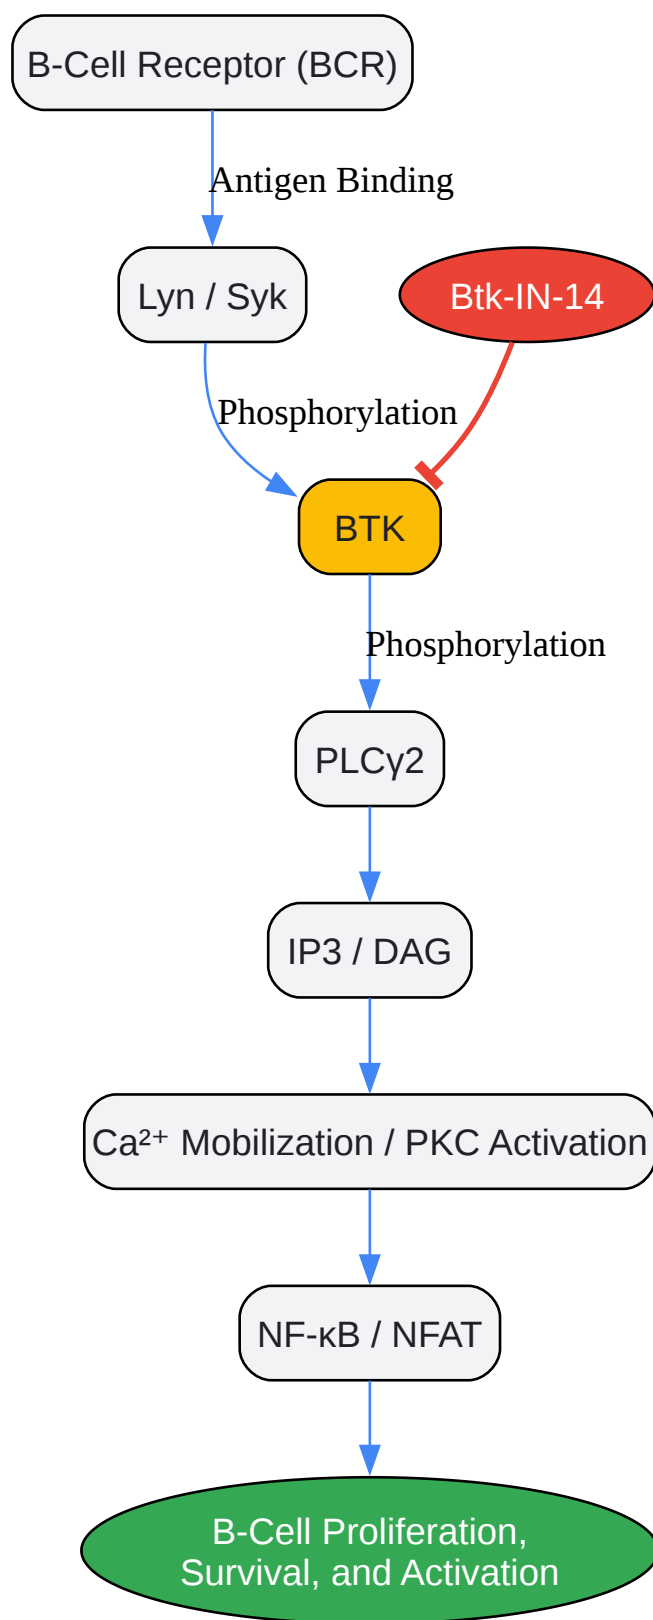 B-Cell Receptor (BCR)
Antigen Binding
Lyn / Syk
Btk-IN-14
Phosphorylation
BTK
Phosphorylation
PLCγ2
IP3 / DAG
Ca²⁺ Mobilization / PKC Activation
NF-κB / NFAT
B-Cell Proliferation,
Survival, and Activation